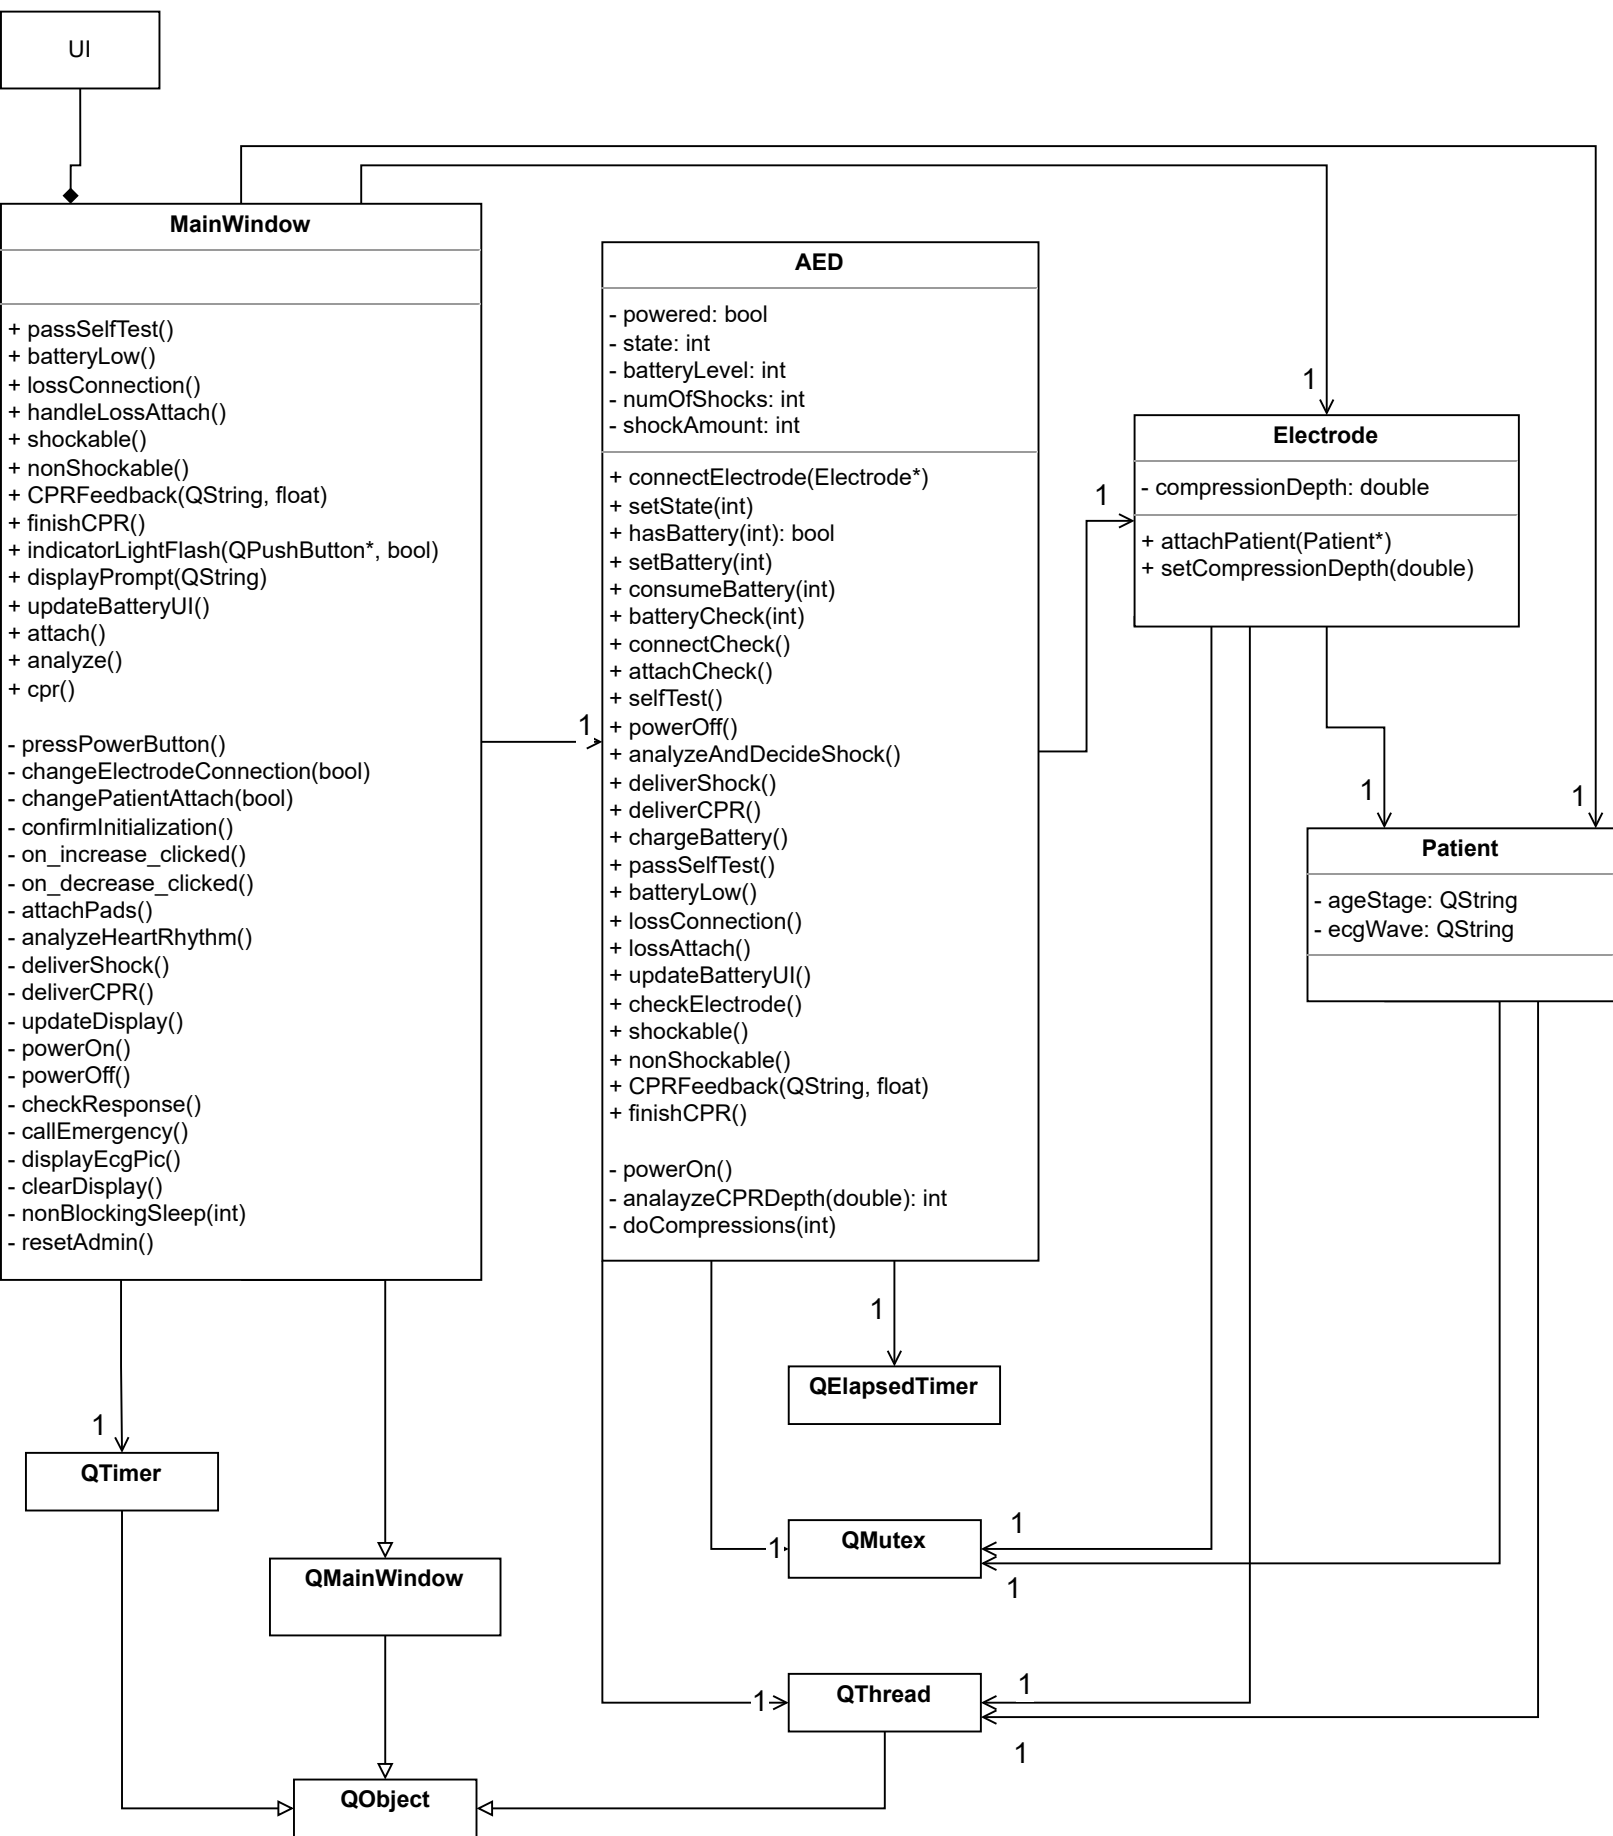 UI
MainWindow
+ passSelfTest()
+ batteryLow()
+ lossConnection()
+ handleLossAttach()
+ shockable()
+ nonShockable()
+ CPRFeedback(QString, float)
+ finishCPR()
+ indicatorLightFlash(QPushButton*, bool)
+ displayPrompt(QString)
+ updateBatteryUI()
+ attach()
+ analyze()
+ cpr()
- pressPowerButton()
- changeElectrodeConnection(bool)
- changePatientAttach(bool)
- confirmInitialization()
- on_increase_clicked()
- on_decrease_clicked()
- attachPads()
- analyzeHeartRhythm()
- deliverShock()
- deliverCPR()
- updateDisplay()
- powerOn()
- powerOff()
- checkResponse()
- callEmergency()
- displayEcgPic()
- clearDisplay()
- nonBlockingSleep(int)
- resetAdmin()
1
AED
- powered: bool
- state: int
- batteryLevel: int
- numOfShocks: int
- shockAmount: int
+ connectElectrode(Electrode*)
+ setState(int)
+ hasBattery(int): bool
+ setBattery(int)
+ consumeBattery(int)
+ batteryCheck(int)
+ connectCheck()
+ attachCheck()
+ selfTest()
+ powerOff()
+ analyzeAndDecideShock()
+ deliverShock()
+ deliverCPR()
+ chargeBattery()
+ passSelfTest()
+ batteryLow()
+ lossConnection()
+ lossAttach()
+ updateBatteryUI()
+ checkElectrode()
+ shockable()
+ nonShockable()
+ CPRFeedback(QString, float)
+ finishCPR()
- powerOn()
- analayzeCPRDepth(double): int
- doCompressions(int)
1
1
Electrode
- compressionDepth: double
+ attachPatient(Patient*)
+ setCompressionDepth(double)
1
1
Patient
- ageStage: QString
- ecgWave: QString
1
QElapsedTimer
1
QTimer
1
QMutex
1
1
QMainWindow
1
QThread
1
1
QObject